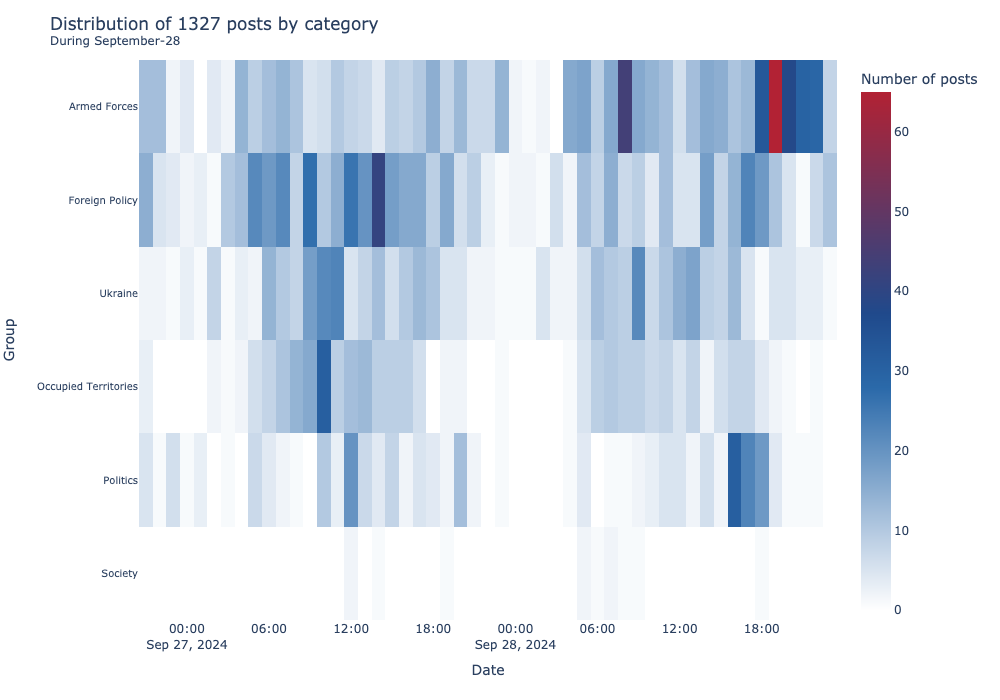 Distribution of 1327 posts by category
During September-28
Number of posts
60
50
40
30
20
10
0
Group
Armed Forces
Foreign Policy
Ukraine
Occupied Territories
Politics
Society
00:00 06:00 12:00 18:00 00:00 06:00 12:00 18:00
Sep 27, 2024 Sep 28, 2024
Date